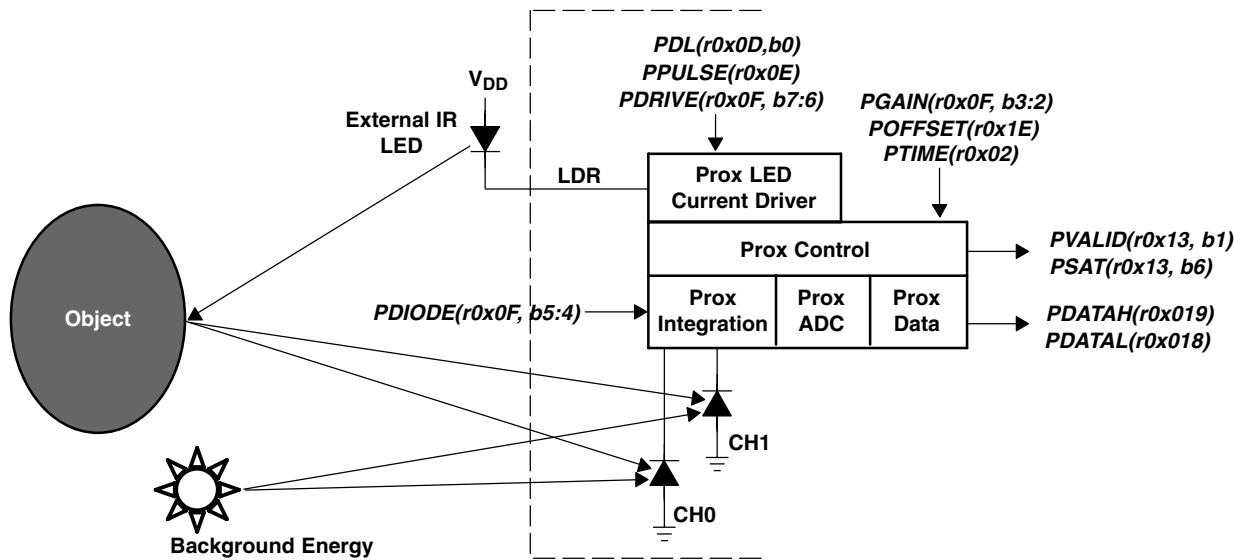 PDL(r0x0D,b0)
PPULSE(r0x0E)
PDRIVE(r0x0F, b7:6)
VDD
External IR
LED
PGAIN(r0x0F, b3:2)
POFFSET(r0x1E)
PTIME(r0x02)
LDR
Prox LED
Current Driver
Prox Control
PVALID(r0x13, b1)
PSAT(r0x13, b6)
Object
PDIODE(r0x0F, b5:4)
Prox
Integration
Prox
ADC
Prox
Data
PDATAH(r0x019)
PDATAL(r0x018)
CH1
CH0
Background Energy